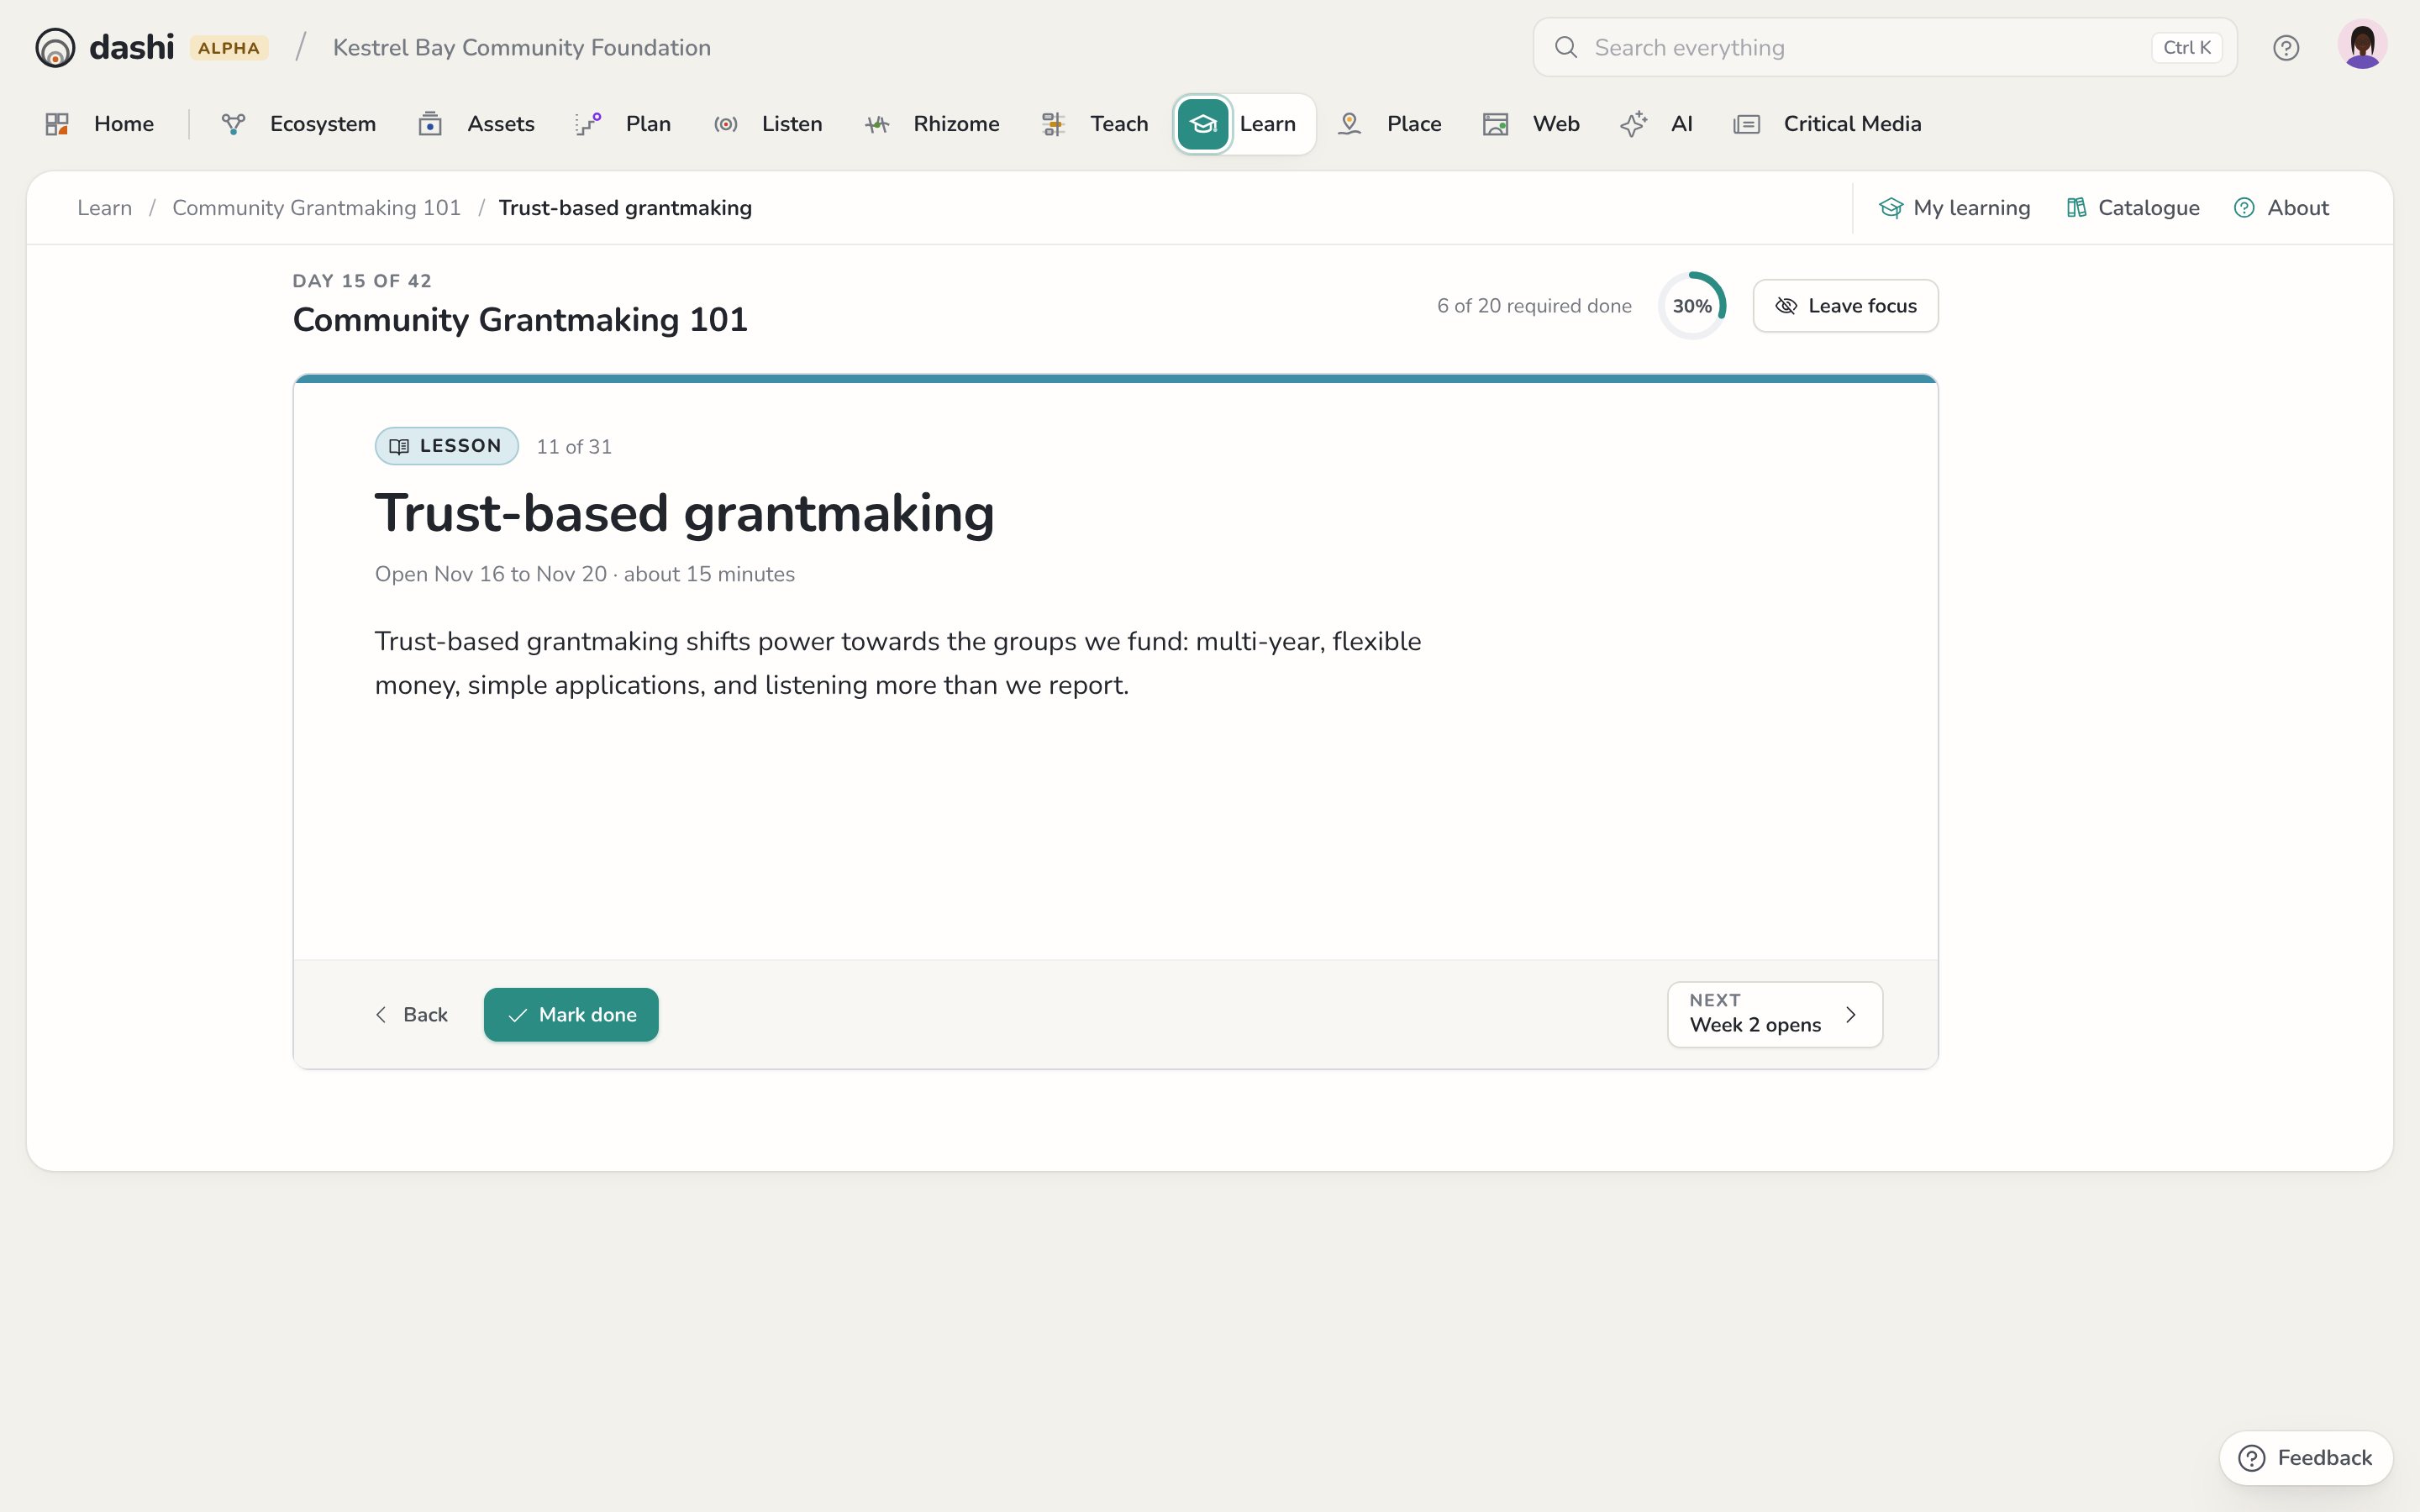 dashi ALPHA / Kestrel Bay Community Foundation
Search everything Ctrl K
Home Ecosystem Assets Plan Listen Rhizome Teach Learn Place Web AI Critical Media
Learn / Community Grantmaking 101 / Trust-based grantmaking
My learning Catalogue About
DAY 15 OF 42
Community Grantmaking 101
6 of 20 required done 30% Leave focus
LESSON 11 of 31
Trust-based grantmaking
Open Nov 16 to Nov 20 · about 15 minutes
Trust-based grantmaking shifts power towards the groups we fund: multi-year, flexible
money, simple applications, and listening more than we report.
Back Mark done
NEXT
Week 2 opens
Feedback